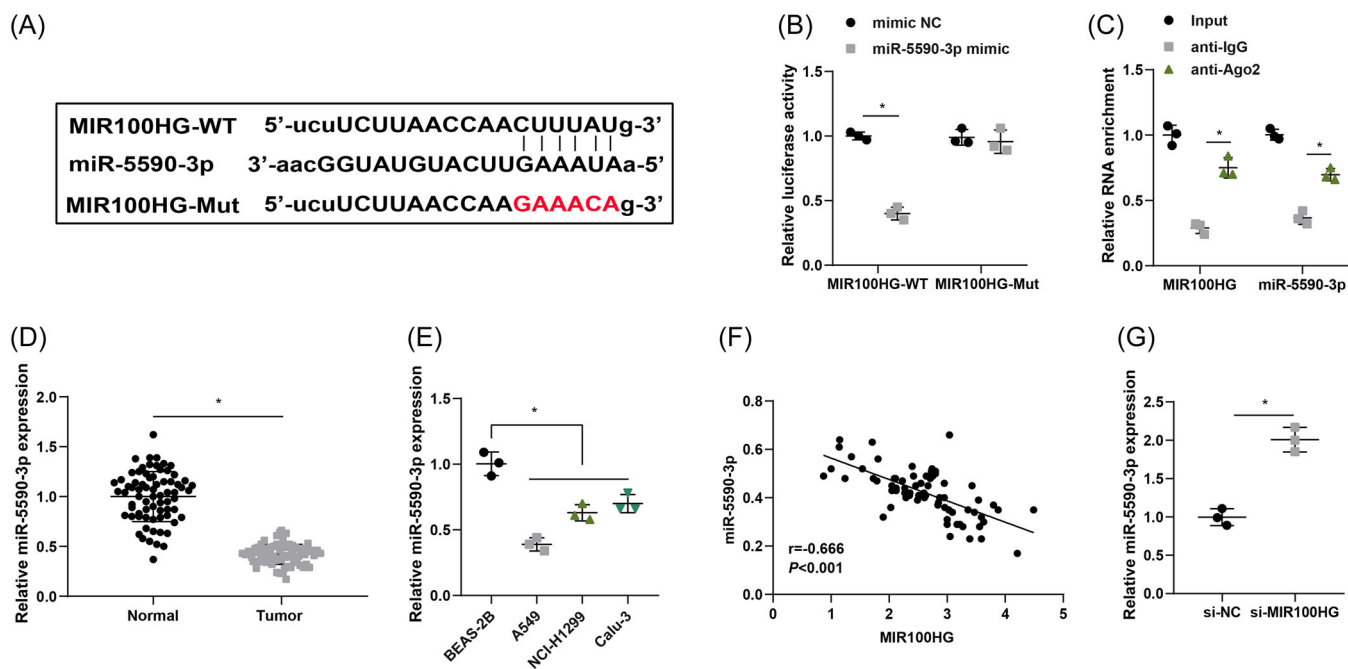 (A)
MIR100HG-WT 5’-ucuUCUUAACCAACUUUAUg-3’
miR-5590-3p 3’-aacGGUAUGUACUUGAAAUAa-5’
MIR100HG-Mut 5’-ucuUCUUAACCAAGAAACAg-3’
(B)
mimic NC
miR-5590-3p mimic
Relative luciferase activity
1.5
1.0
0.5
0.0
*
MIR100HG-WT MIR100HG-Mut
(C)
Input
anti-IgG
anti-Ago2
Relative RNA enrichment
1.5
1.0
0.5
0.0
* *
MIR100HG miR-5590-3p
(D)
Relative miR-5590-3p expression
2.0
1.5
1.0
0.5
0.0
*
Normal Tumor
(E)
Relative miR-5590-3p expression
1.5
1.0
0.5
0.0
*
BEAS-2B A549 NCI-H1299 Calu-3
(F)
miR-5590-3p
0.8
0.6
0.4
0.2
0.0
r=-0.666
P<0.001
0 1 2 3 4 5
MIR100HG
(G)
Relative miR-5590-3p expression
2.5
2.0
1.5
1.0
0.5
0.0
*
si-NC si-MIR100HG